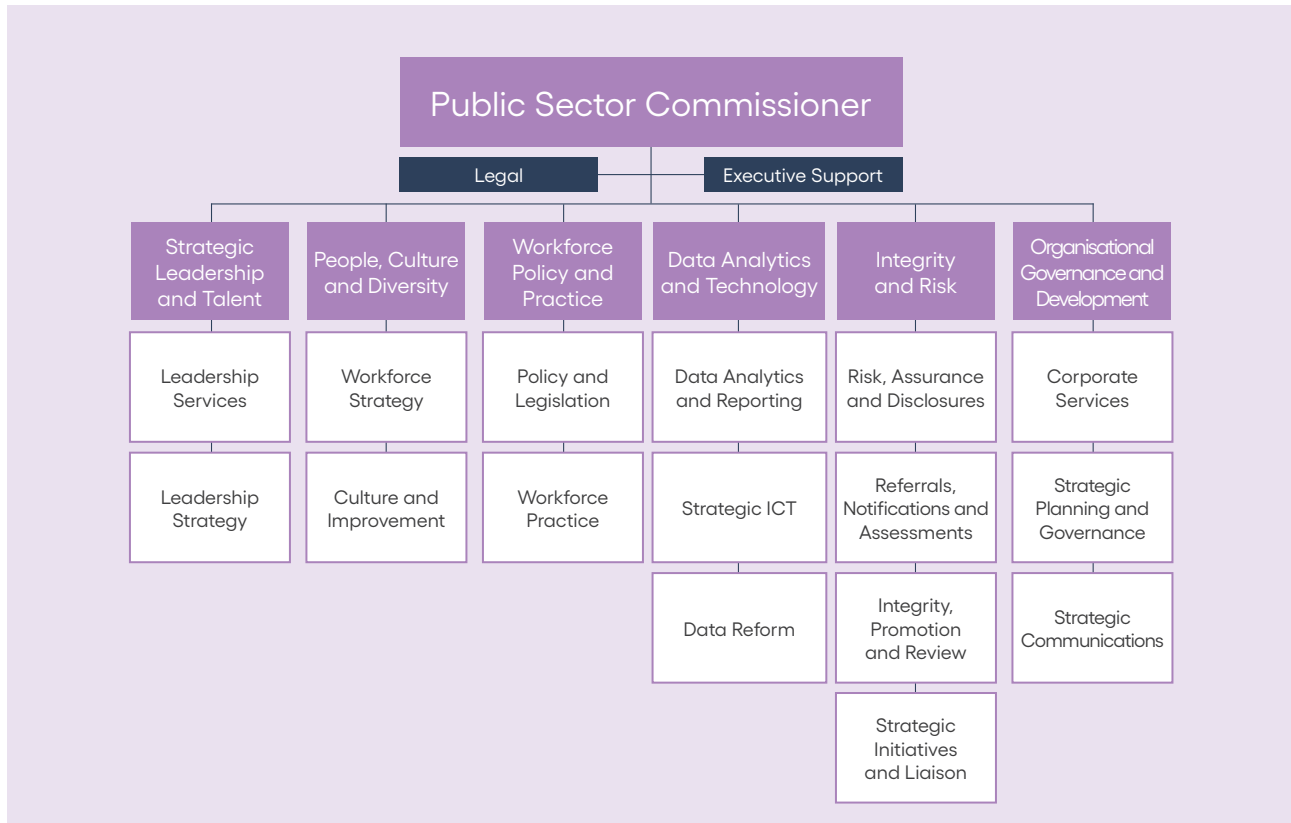 Public Sector Commissioner
Legal
Executive Support
Strategic
Leadership
and Talent
People, Culture
and Diversity
Workforce
Policy and
Practice
Data Analytics
and Technology
Integrity
and Risk
Organisational
Governance and
Development
Leadership
Services
Workforce
Strategy
Policy and
Legislation
Data Analytics
and Reporting
Risk, Assurance
and Disclosures
Corporate
Services
Leadership
Strategy
Culture and
Improvement
Workforce
Practice
Strategic ICT
Referrals,
Notifications and
Assessments
Strategic
Planning and
Governance
Data Reform
Integrity,
Promotion
and Review
Strategic
Communications
Strategic
Initiatives
and Liaison